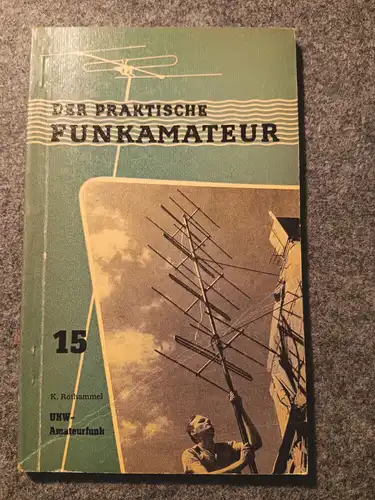 DER PRAKTISCHE
FUNKAMATEUR
15
K. Rothammel
UKW-
Amateurfunk